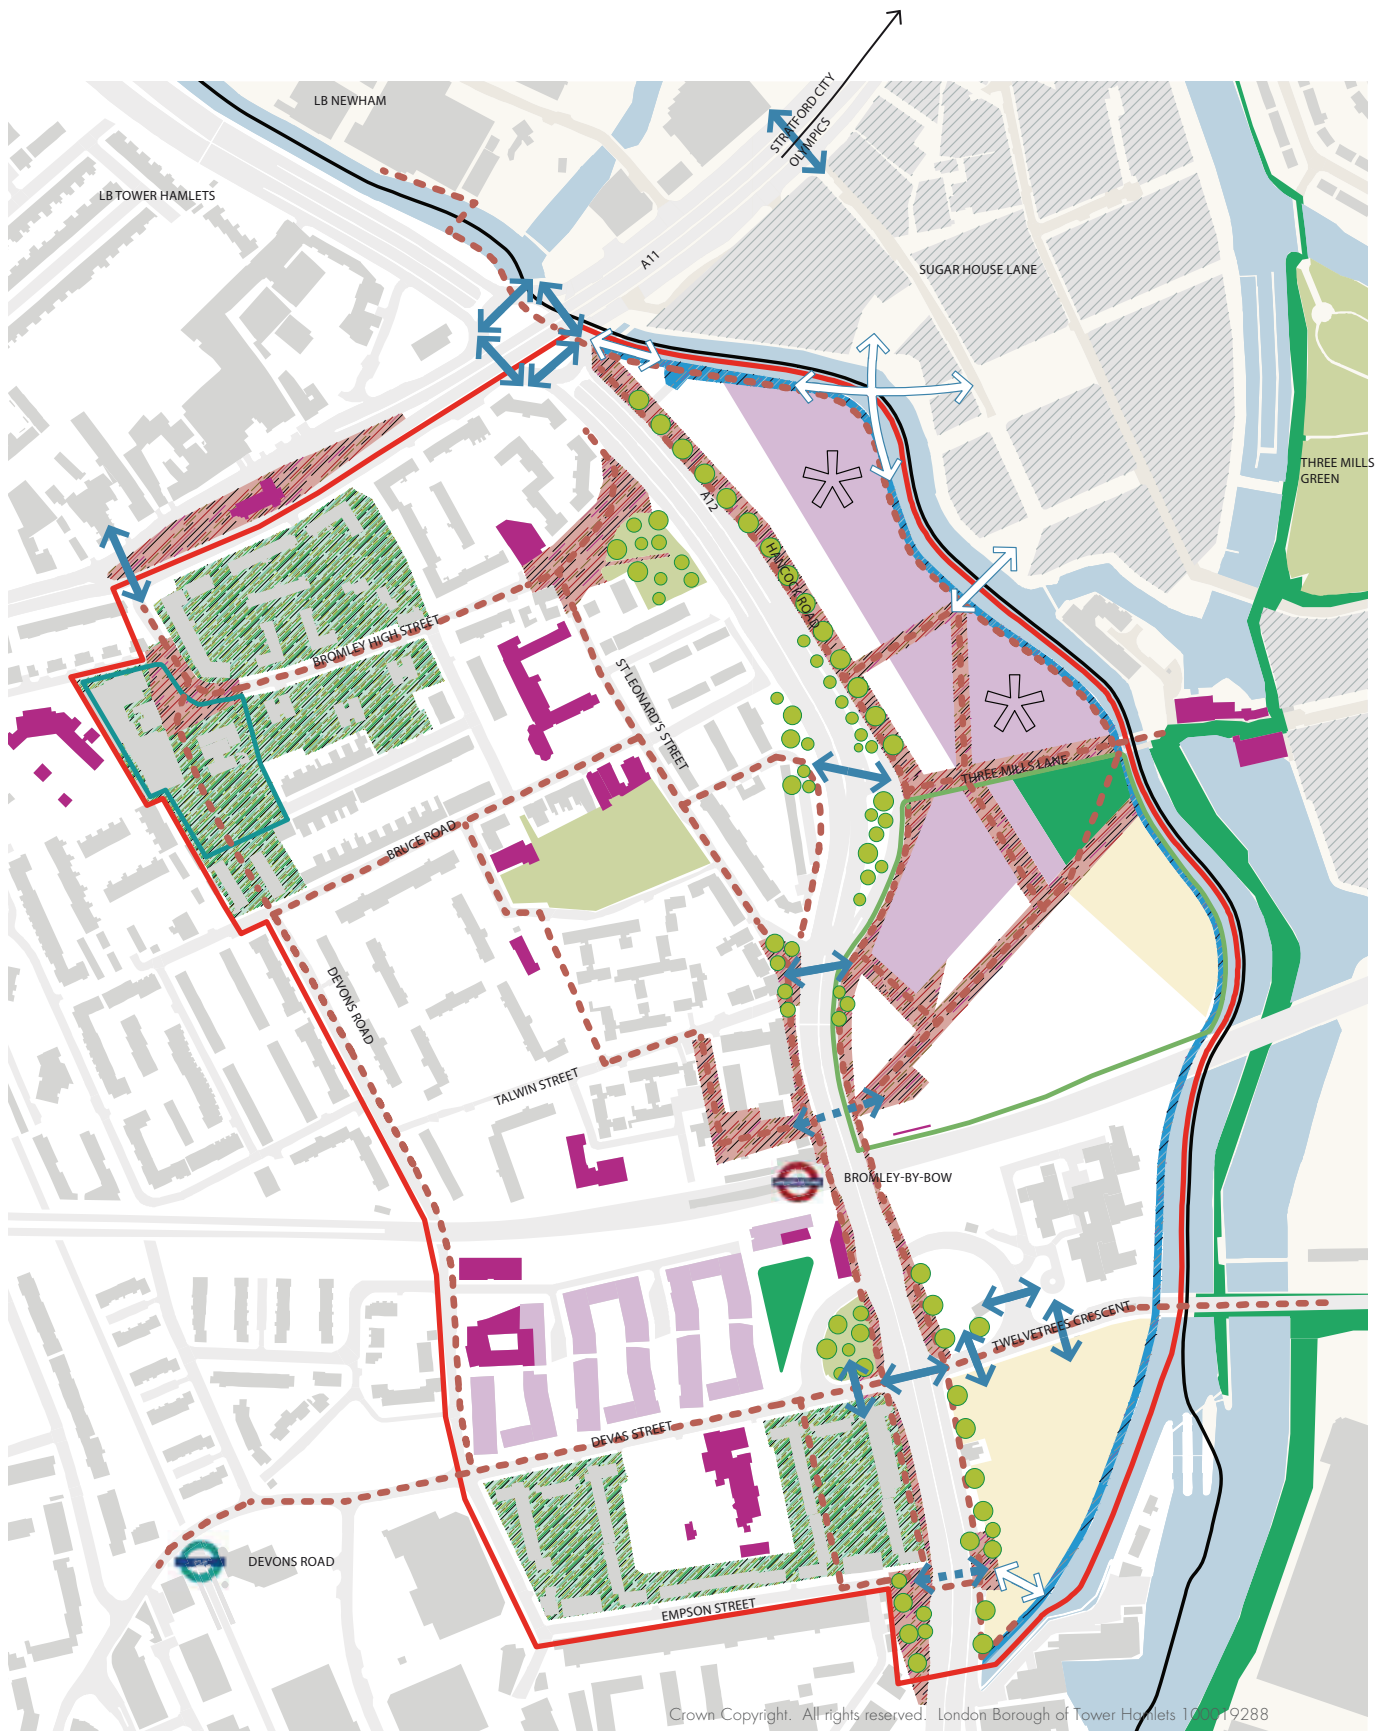 STRATFORD CITY
OLYMPICS
LB NEWHAM
LB TOWER HAMLETS
A11
SUGAR HOUSE LANE
THREE MILLS
GREEN
A12
HANCOCK ROAD
BROMLEY HIGH STREET
ST LEONARD'S STREET
THREE MILLS LANE
BRUCE ROAD
DEVONS ROAD
TALWIN STREET
BROMLEY-BY-BOW
TWELVETREES CRESCENT
DEVAS STREET
DEVONS ROAD
EMPSON STREET
Crown Copyright. All rights reserved. London Borough of Tower Hamlets 100019288